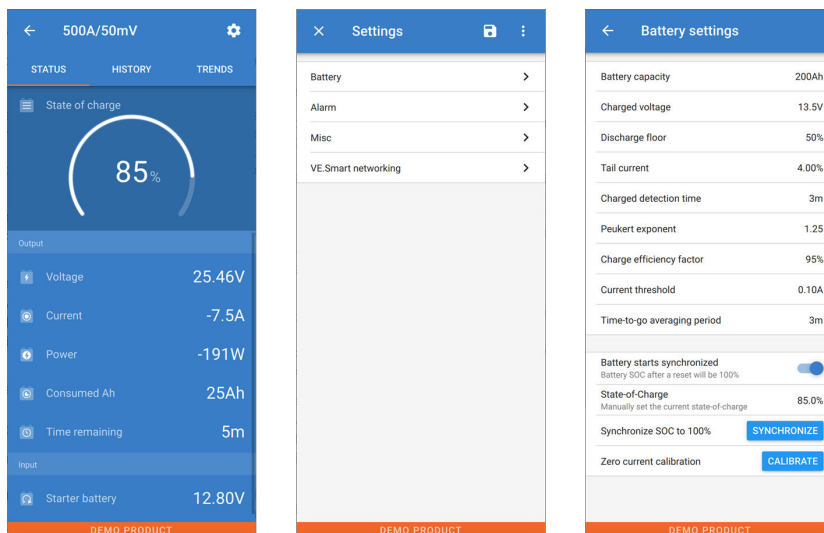 500A/50mV
STATUS HISTORY TRENDS
State of charge
85%
Output
Voltage 25.46V
Current -7.5A
Power -191W
Consumed Ah 25Ah
Time remaining 5m
Input
Starter battery 12.80V
DEMO PRODUCT
Settings
Battery
Alarm
Misc
VE.Smart networking
DEMO PRODUCT
Battery settings
Battery capacity 200Ah
Charged voltage 13.5V
Discharge floor 50%
Tail current 4.00%
Charged detection time 3m
Peukert exponent 1.25
Charge efficiency factor 95%
Current threshold 0.10A
Time-to-go averaging period 3m
Battery starts synchronized
Battery SOC after a reset will be 100%
State-of-Charge 85.0%
Manually set the current state-of-charge
Synchronize SOC to 100% SYNCHRONIZE
Zero current calibration CALIBRATE
DEMO PRODUCT